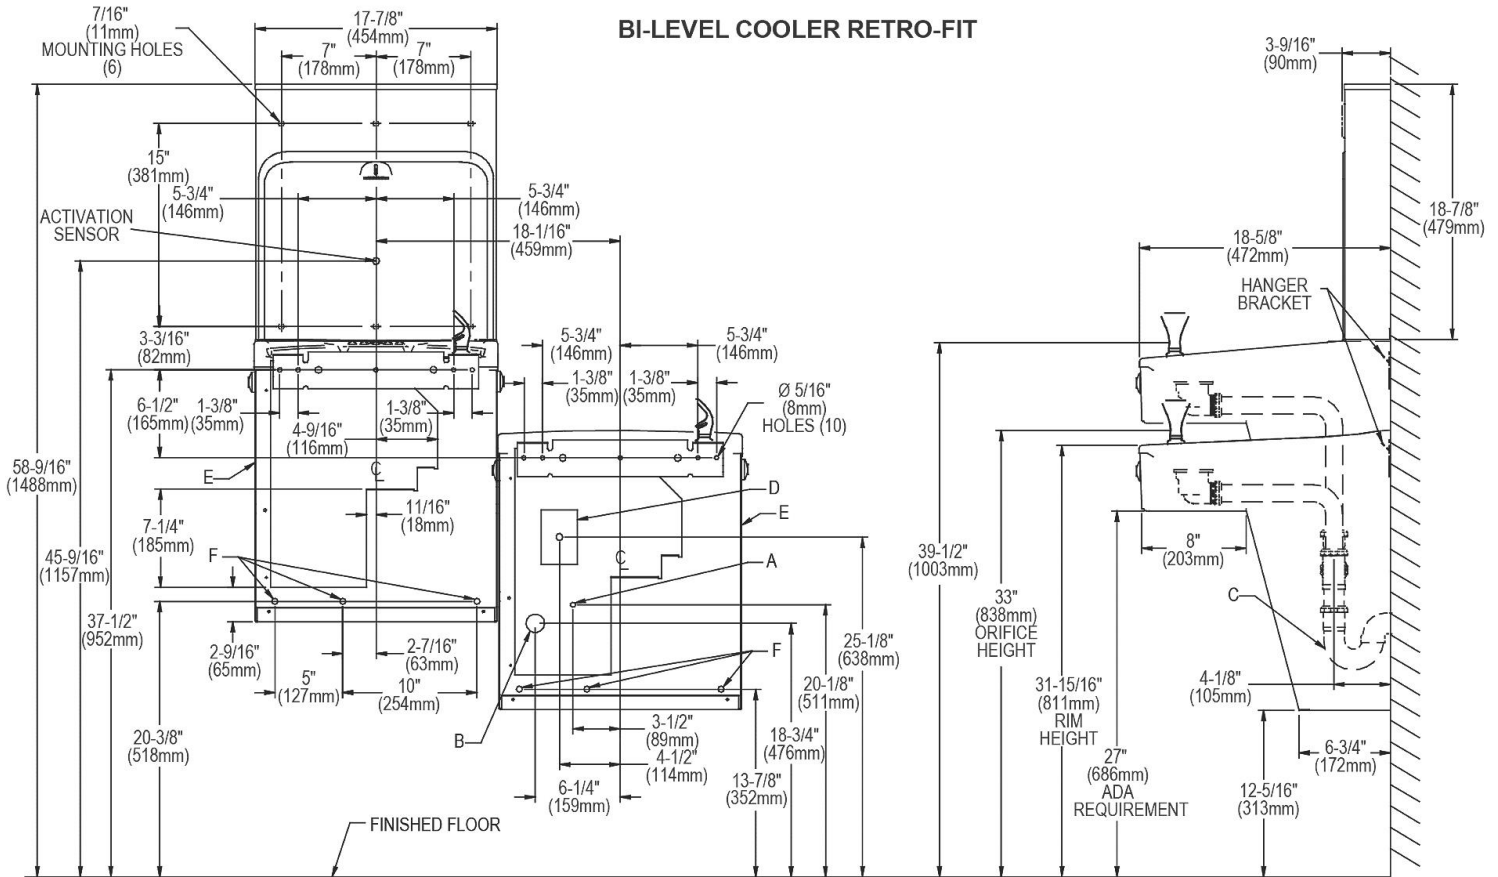 BI-LEVEL COOLER RETRO-FIT
7/16"
(11mm)
MOUNTING HOLES
(6)
17-7/8"
(454mm)
7"
(178mm)
7"
(178mm)
3-9/16"
(90mm)
15"
(381mm)
5-3/4"
(146mm)
5-3/4"
(146mm)
ACTIVATION
SENSOR
18-1/16"
(459mm)
18-7/8"
(479mm)
18-5/8"
(472mm)
HANGER
BRACKET
3-3/16"
(82mm)
5-3/4"
(146mm)
5-3/4"
(146mm)
6-1/2"
(165mm)
1-3/8"
(35mm)
1-3/8"
(35mm)
4-9/16"
(116mm)
1-3/8"
(35mm)
1-3/8"
(35mm)
Ø 5/16"
(8mm)
HOLES (10)
58-9/16"
(1488mm)
E
C
L
11/16"
(18mm)
D
E
7-1/4"
(185mm)
45-9/16"
(1157mm)
F
C
L
A
39-1/2"
(1003mm)
8"
(203mm)
33"
(838mm)
ORIFICE
HEIGHT
C
37-1/2"
(952mm)
2-9/16"
(65mm)
2-7/16"
(63mm)
5"
(127mm)
10"
(254mm)
F
25-1/8"
(638mm)
20-1/8"
(511mm)
31-15/16"
(811mm)
RIM
HEIGHT
4-1/8"
(105mm)
20-3/8"
(518mm)
B
3-1/2"
(89mm)
4-1/2"
(114mm)
18-3/4"
(476mm)
6-1/4"
(159mm)
13-7/8"
(352mm)
27"
(686mm)
ADA
REQUIREMENT
6-3/4"
(172mm)
12-5/16"
(313mm)
FINISHED FLOOR